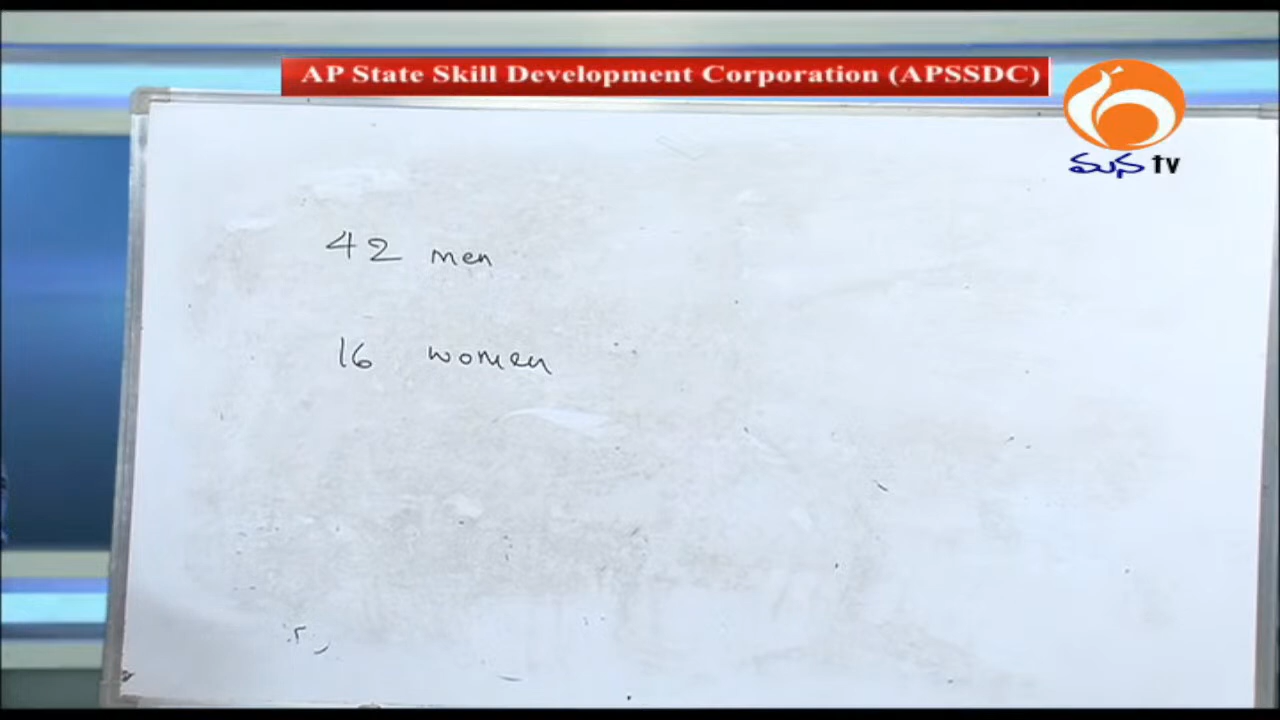 AP State Skill Development Corporation (APSSDC)
మన tv
42 men
16 women